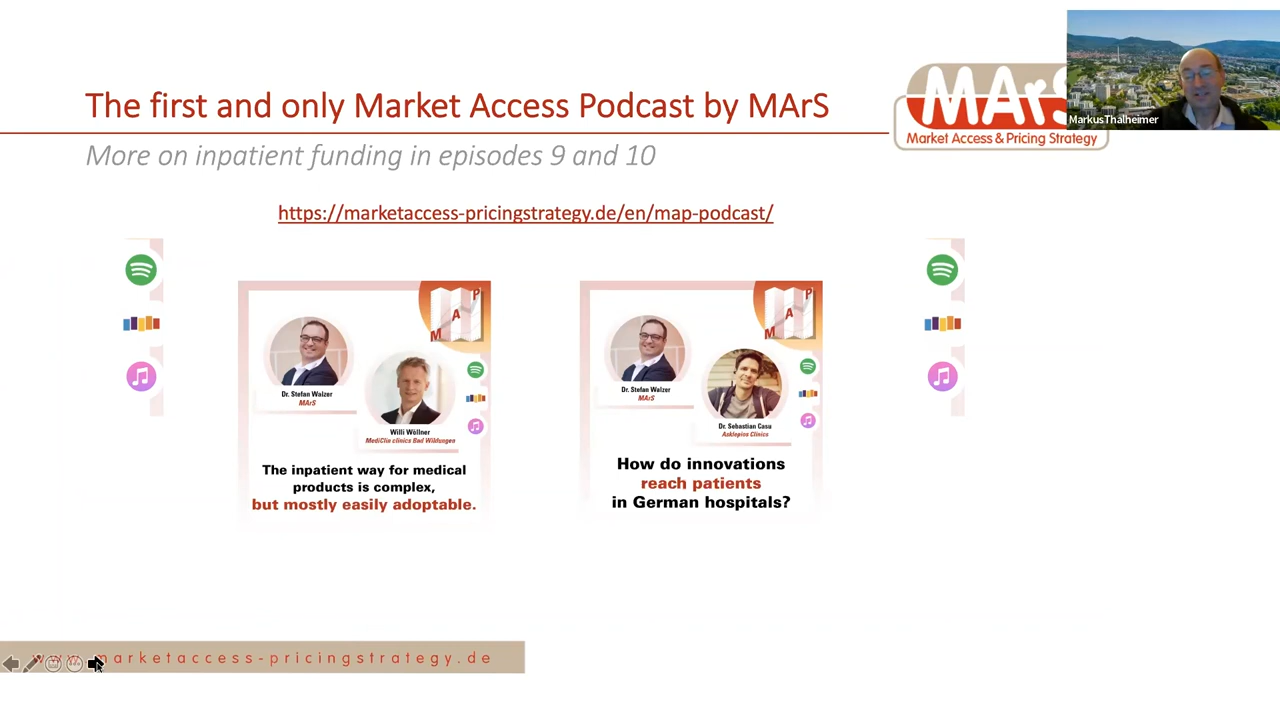 The first and only Market Access Podcast by MArS
More on inpatient funding in episodes 9 and 10
MArS
Market Access & Pricing Strategy
MarkusThalheimer
https://marketaccess-pricingstrategy.de/en/map-podcast/
M A P
Dr. Stefan Walzer
MArS
Willi Wöllner
MediClin clinics Bad Wildungen
The inpatient way for medical
products is complex,
but mostly easily adoptable.
M A P
Dr. Stefan Walzer
MArS
Dr. Sebastian Casu
Asklepios Clinics
How do innovations
reach patients
in German hospitals?
www.marketaccess-pricingstrategy.de